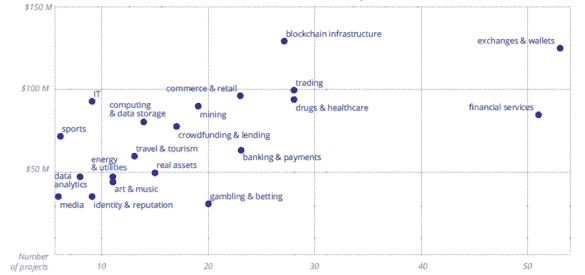 $150 M
blockchain infrastructure
exchanges & wallets
$100 M
IT
commerce & retail
trading
computing
& data storage
mining
drugs & healthcare
financial services
sports
crowdfunding & lending
travel & tourism
banking & payments
energy
& utilities
real assets
$50 M
data
analytics
art & music
gambling & betting
media
identity & reputation
Number
of projects
10
20
30
40
50